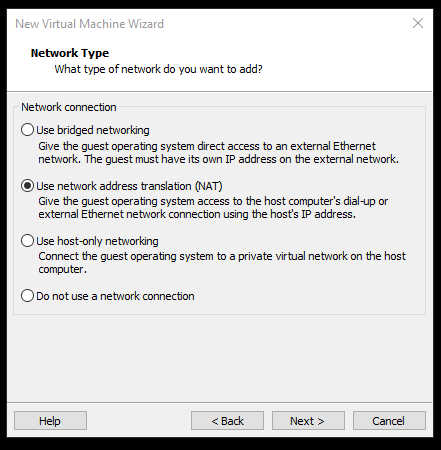 New Virtual Machine Wizard
Network Type
What type of network do you want to add?
Network connection
Use bridged networking
Give the guest operating system direct access to an external Ethernet
network. The guest must have its own IP address on the external network.
Use network address translation (NAT)
Give the guest operating system access to the host computer's dial-up or
external Ethernet network connection using the host's IP address.
Use host-only networking
Connect the guest operating system to a private virtual network on the host
computer.
Do not use a network connection
Help
< Back
Next >
Cancel